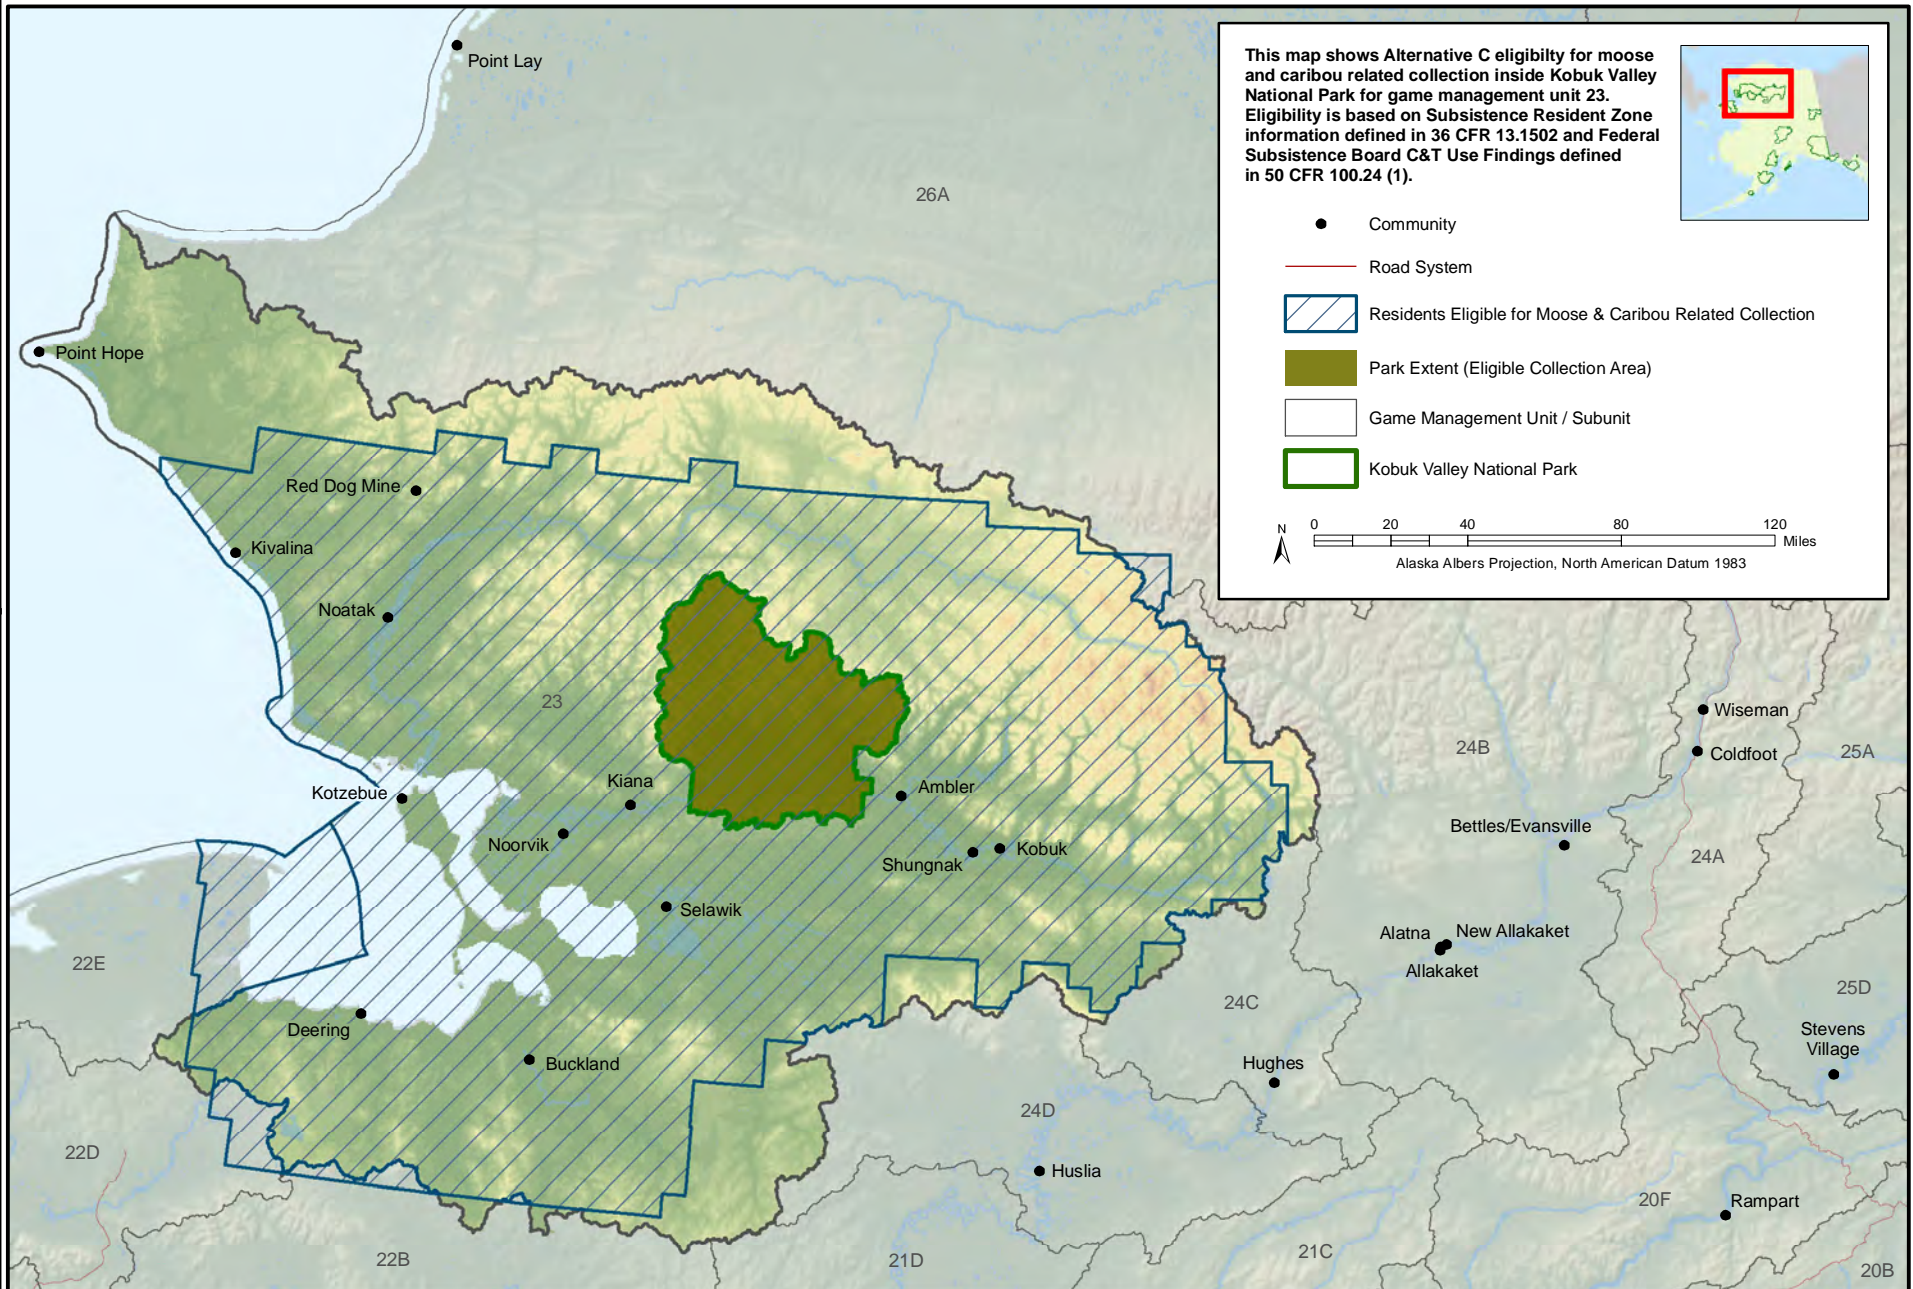 This map shows Alternative C eligibilty for moose
and caribou related collection inside Kobuk Valley
National Park for game management unit 23.
Eligibility is based on Subsistence Resident Zone
information defined in 36 CFR 13.1502 and Federal
Subsistence Board C&T Use Findings defined
in 50 CFR 100.24 (1).
Community
Road System
Residents Eligible for Moose & Caribou Related Collection
Park Extent (Eligible Collection Area)
Game Management Unit / Subunit
Kobuk Valley National Park
N
0 20 40 80 120
Miles
Alaska Albers Projection, North American Datum 1983
Point Lay
26A
Point Hope
Red Dog Mine
Kivalina
Noatak
23
Wiseman
24B
Coldfoot
25A
Kiana
Ambler
Kotzebue
Bettles/Evansville
Noorvik
Kobuk
Shungnak
24A
Selawik
Alatna
New Allakaket
22E
Allakaket
25D
24C
Deering
Stevens
Village
Buckland
Hughes
24D
22D
Huslia
20F
Rampart
22B
21D
21C
20B